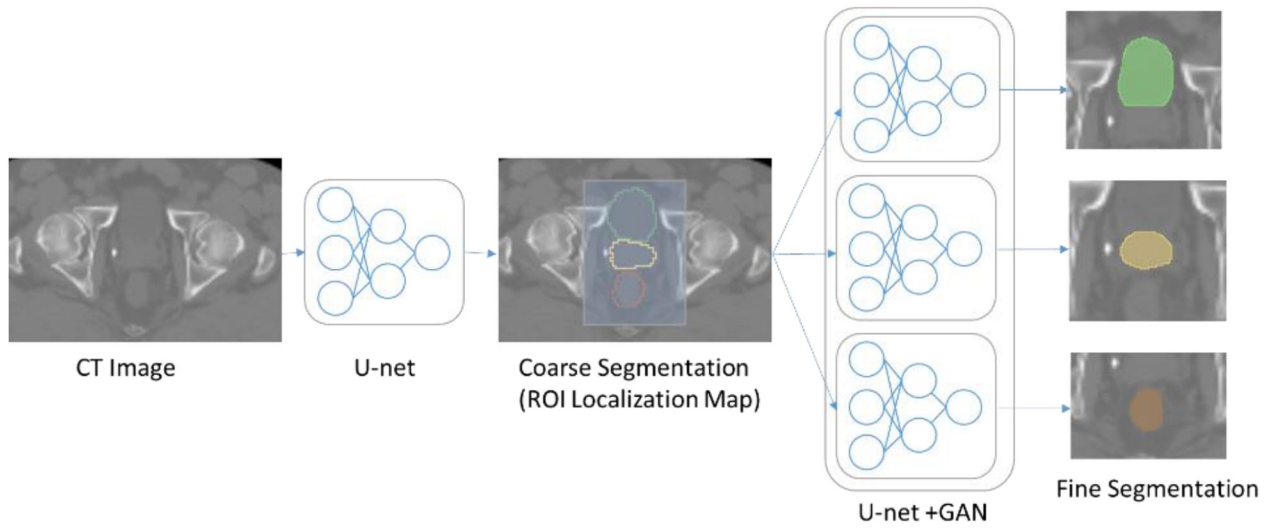 CT Image
U-net
Coarse Segmentation
(ROI Localization Map)
U-net +GAN
Fine Segmentation